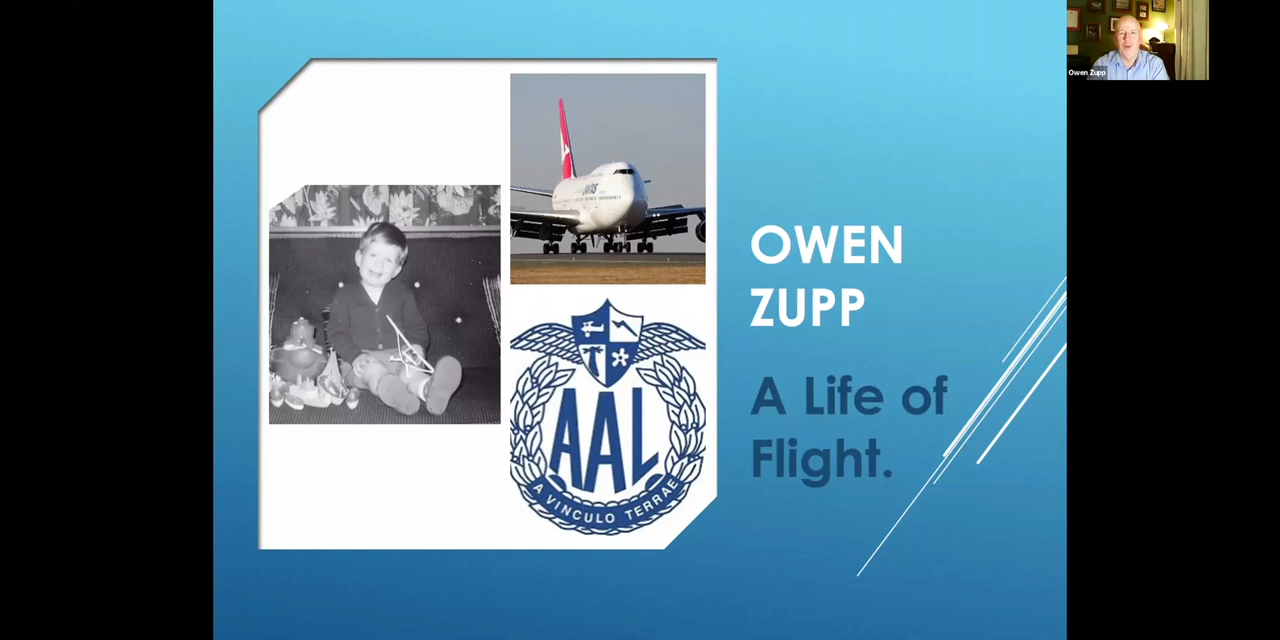 OWEN
ZUPP
A Life of
Flight.
AAL
A VINCULO TERRAE
Owen Zupp